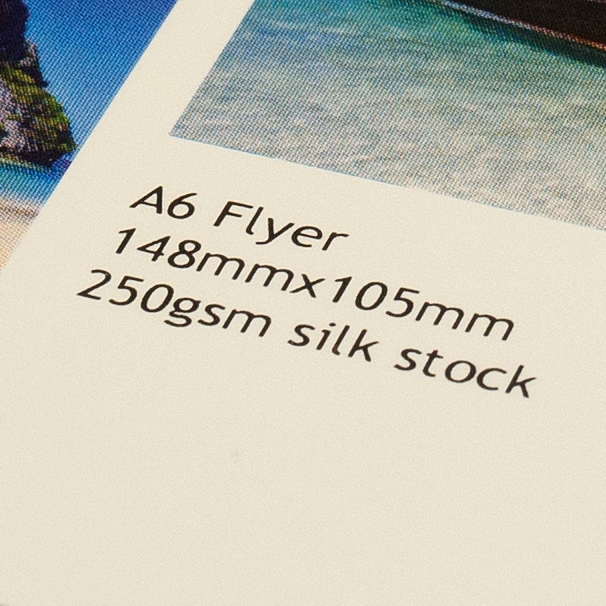 A6 Flyer
148mmx105mm
250gsm silk stock